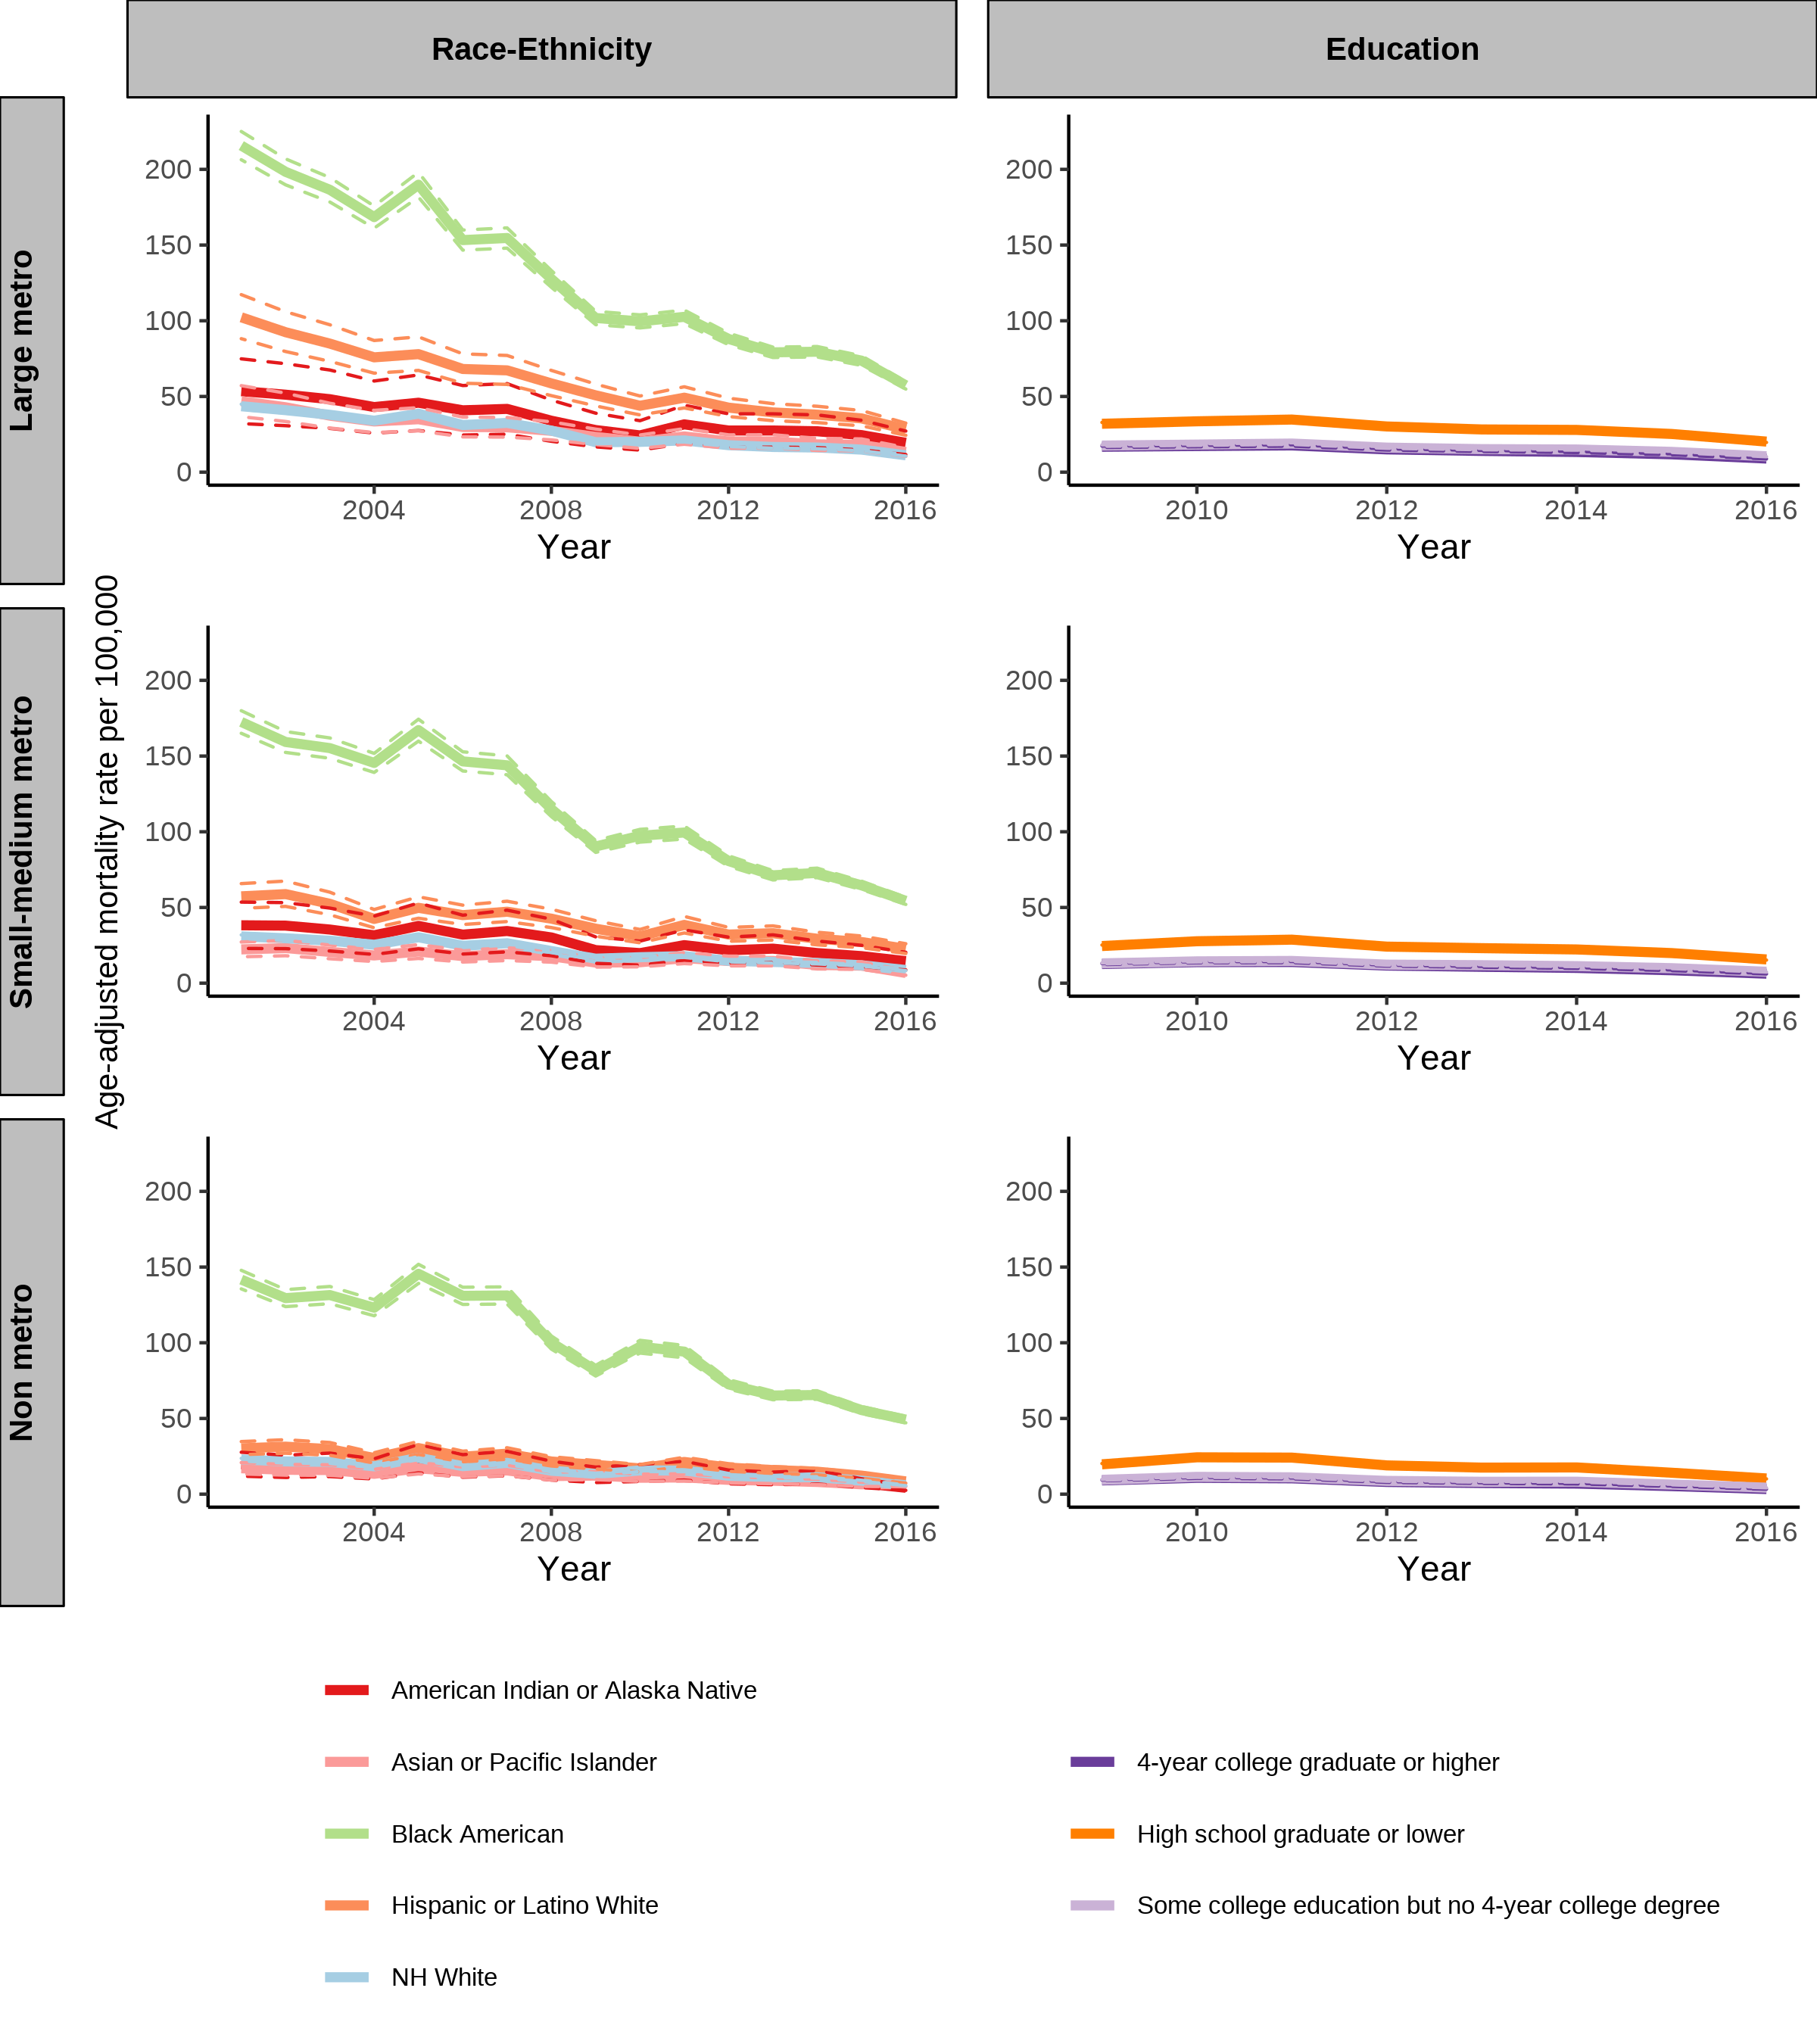 Race-Ethnicity
Education
Large metro
200
150
100
50
0
2004
2008
2012
2016
Year
200
150
100
50
0
2010
2012
2014
2016
Year
Age-adjusted mortality rate per 100,000
Small-medium metro
200
150
100
50
0
2004
2008
2012
2016
Year
200
150
100
50
0
2010
2012
2014
2016
Year
Non metro
200
150
100
50
0
2004
2008
2012
2016
Year
200
150
100
50
0
2010
2012
2014
2016
Year
American Indian or Alaska Native
Asian or Pacific Islander
Black American
Hispanic or Latino White
NH White
4-year college graduate or higher
High school graduate or lower
Some college education but no 4-year college degree